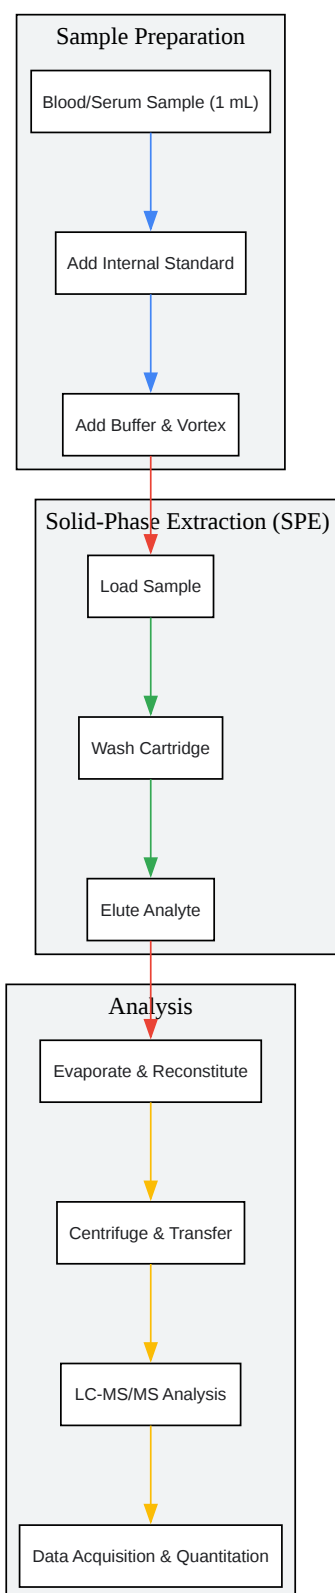 Sample Preparation
Blood/Serum Sample (1 mL)
Add Internal Standard
Add Buffer & Vortex
Solid-Phase Extraction (SPE)
Load Sample
Wash Cartridge
Elute Analyte
Analysis
Evaporate & Reconstitute
Centrifuge & Transfer
LC-MS/MS Analysis
Data Acquisition & Quantitation